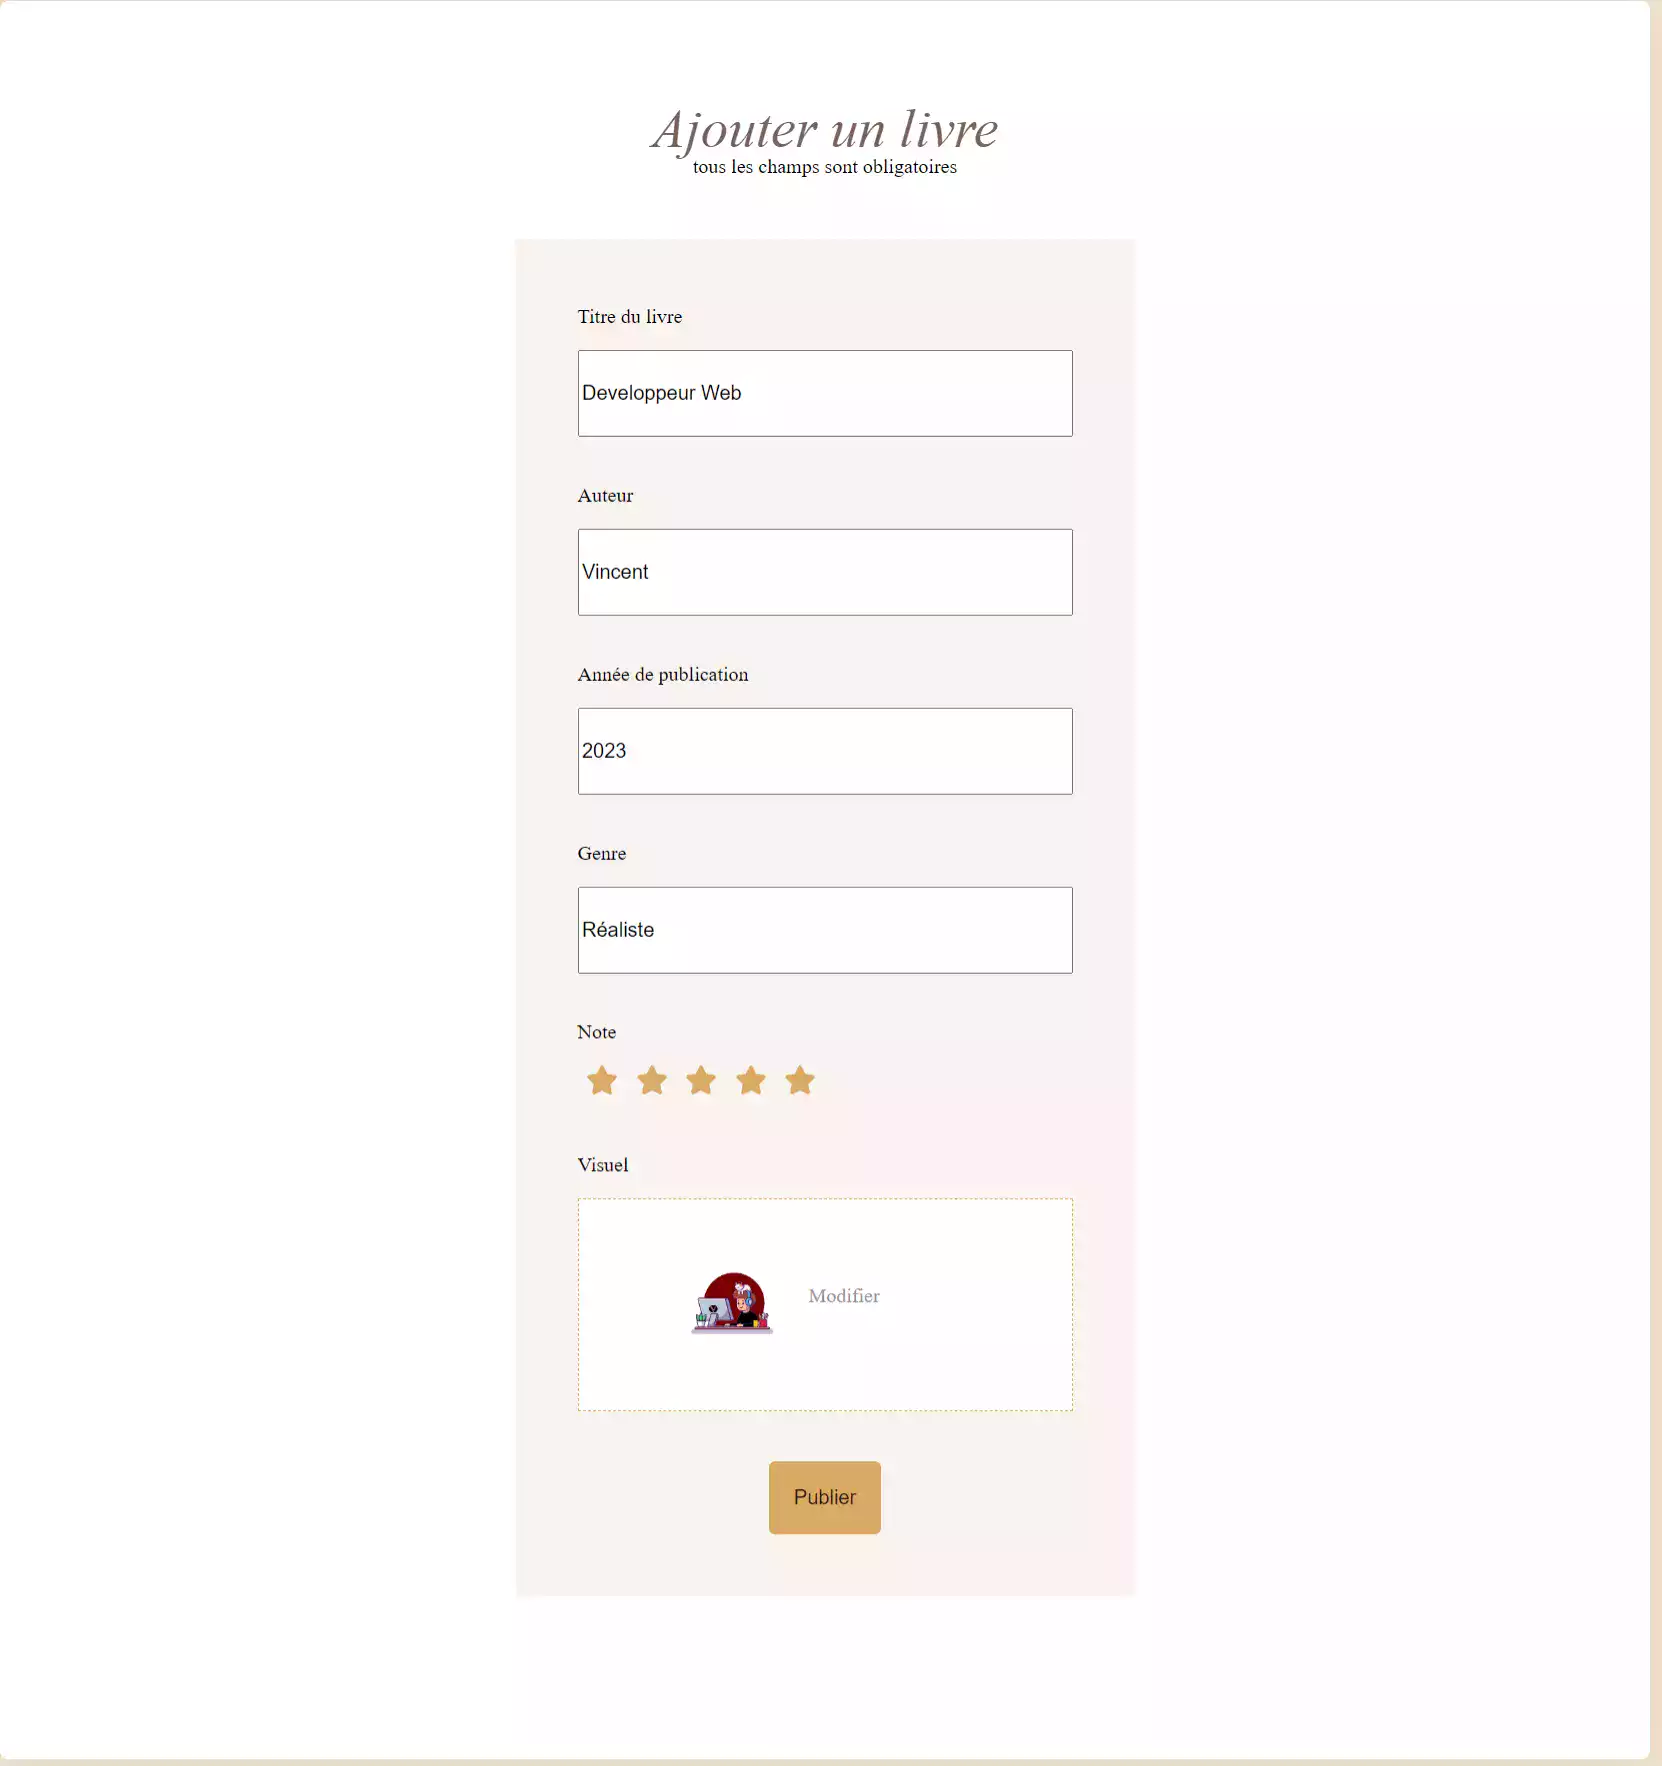 Ajouter un livre
tous les champs sont obligatoires
Titre du livre
Developpeur Web
Auteur
Vincent
Année de publication
2023
Genre
Réaliste
Note
Visuel
Modifier
Publier